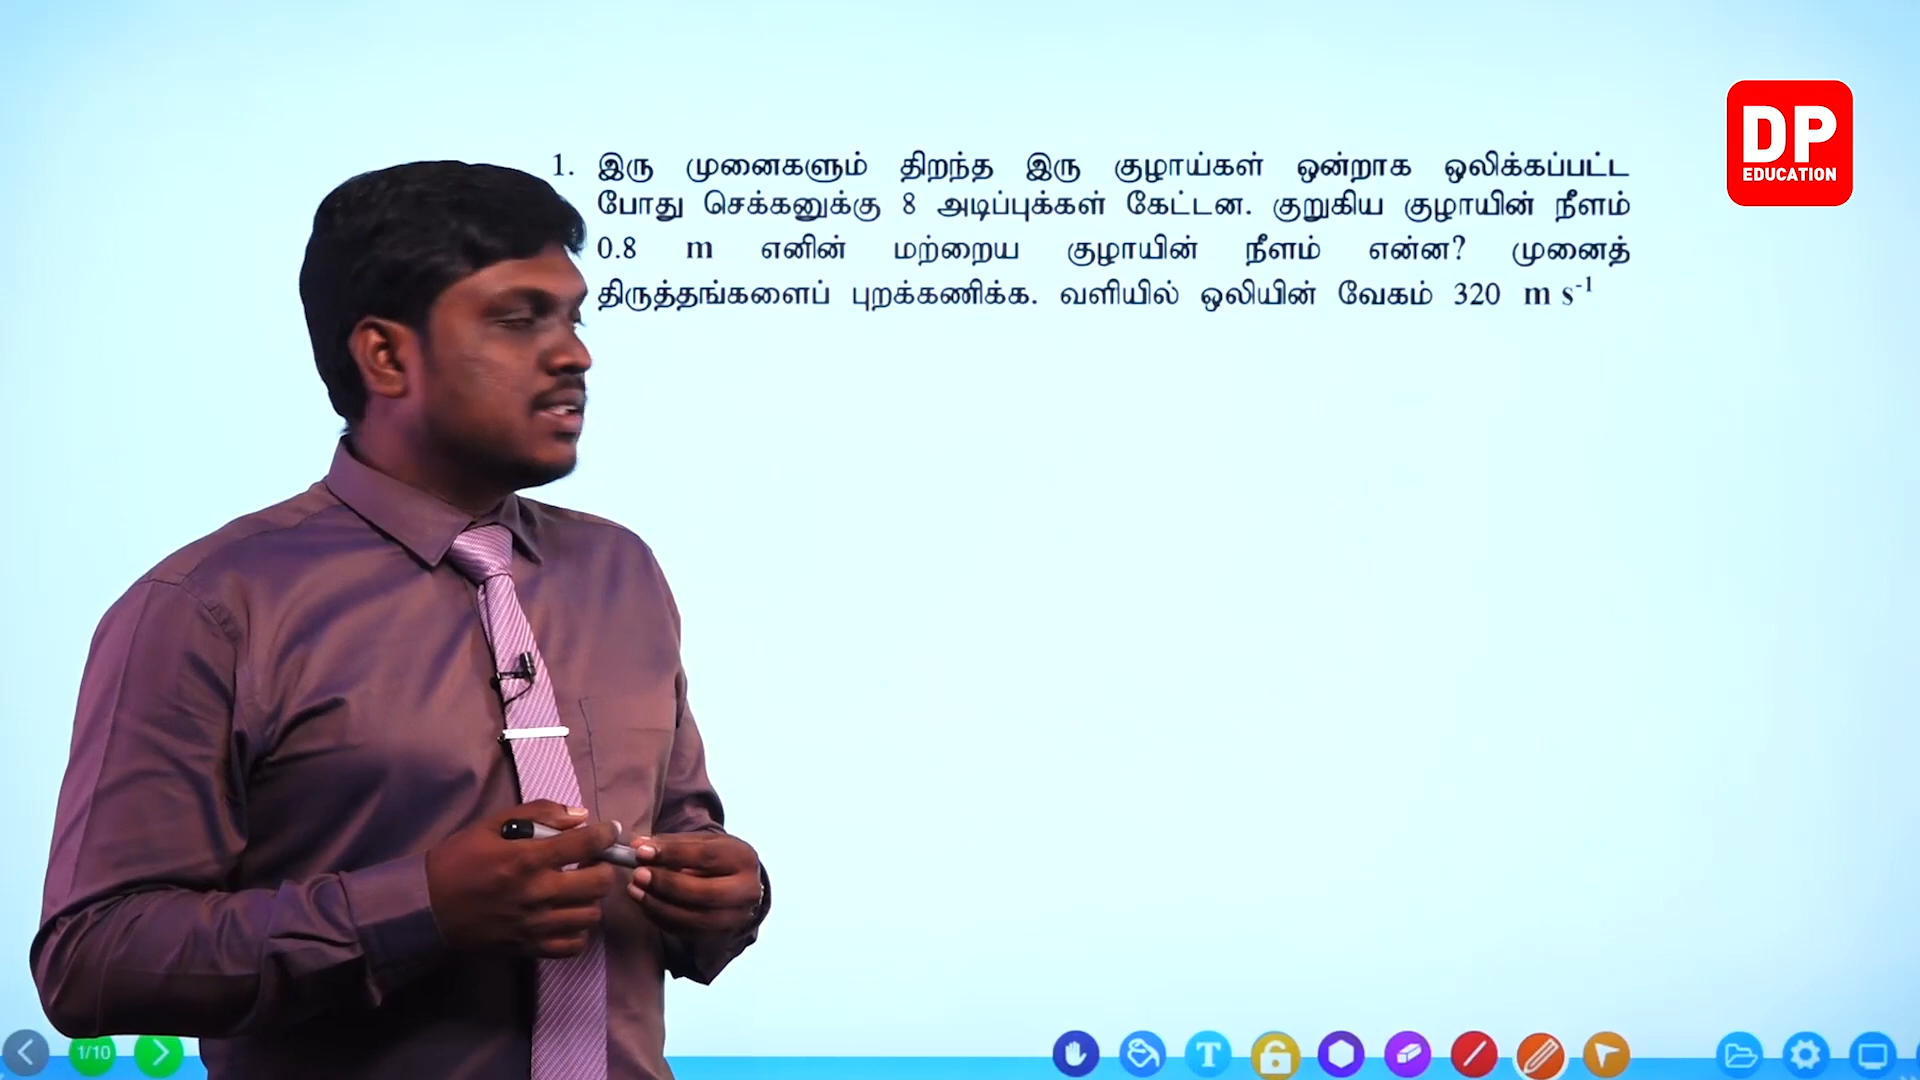 DP
EDUCATION
1. இரு முனைகளும் திறந்த இரு குழாய்கள் ஒன்றாக ஒலிக்கப்பட்ட
போது செக்கனுக்கு 8 அடிப்புக்கள் கேட்டன. குறுகிய குழாயின் நீளம்
0.8 m எனின் மற்றைய குழாயின் நீளம் என்ன? முனைத்
திருத்தங்களைப் புறக்கணிக்க. வளியில் ஒலியின் வேகம் 320 m s⁻¹
1/10
T